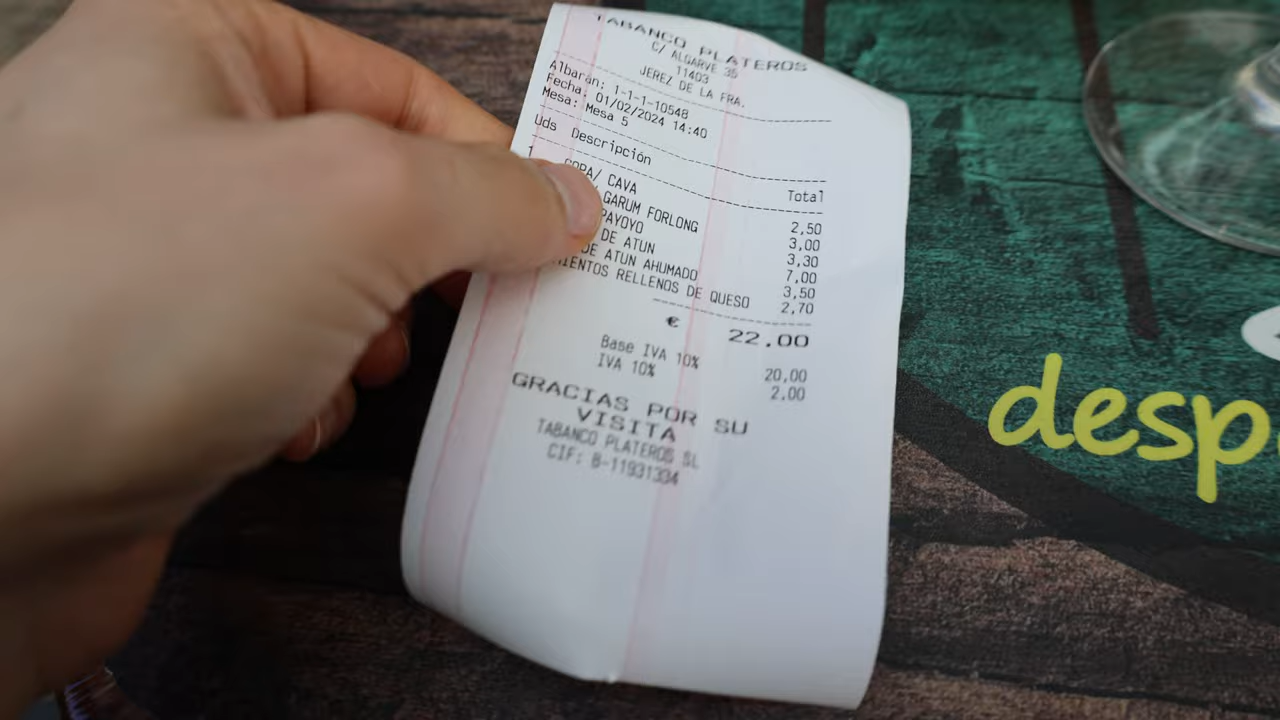 TABANCO PLATEROS
C/ ALGARVE 35
11403
JEREZ DE LA FRA.
Albarán: 1-1-1-10548
Fecha: 01/02/2024 14:40
Mesa: Mesa 5
Uds Descripción Total
1 COPA/ CAVA 2,50
GARUM FORLONG 3,00
PAYOYO 3,30
DE ATUN 7,00
DE ATUN AHUMADO 3,50
RELLENOS DE QUESO 2,70
€ 22.00
Base IVA 10% 20,00
IVA 10% 2.00
GRACIAS POR SU
VISITA
TABANCO PLATEROS SL
CIF: B-11931334
desp